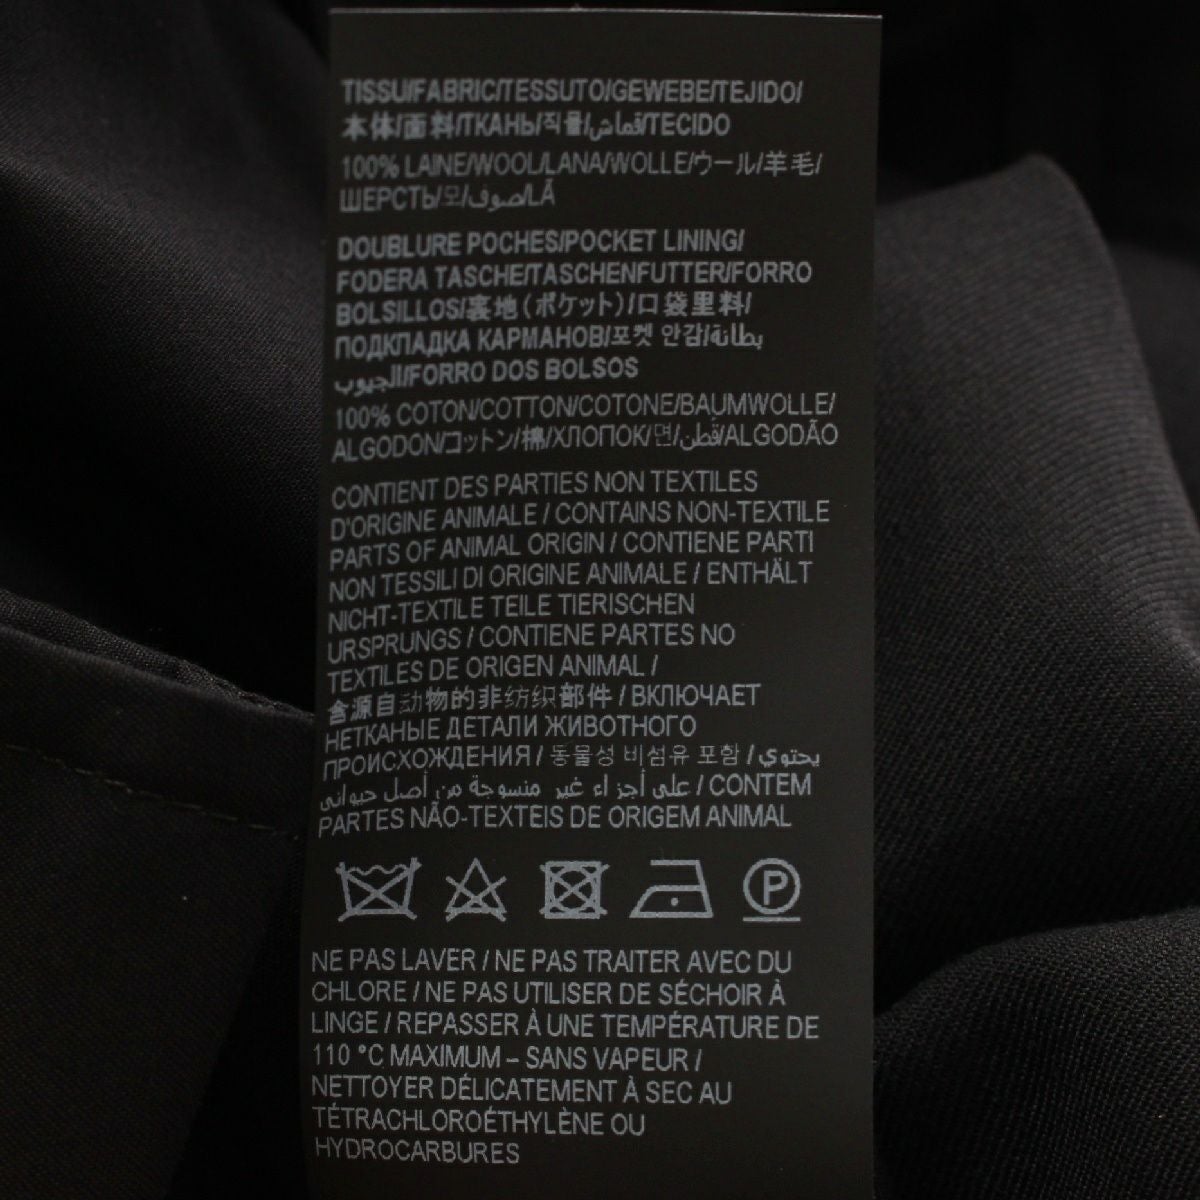 TISSU/FABRIC/TESSUTO/GEWEBE/TEJIDO/
本体/面料/ТКАНЬ/직물/قماش/TECIDO
100% LAINE/WOOL/LANA/WOLLE/ウール/羊毛/
ШЕРСТЬ/모/صوف/LÃ
DOUBLURE POCHES/POCKET LINING/
FODERA TASCHE/TASCHENFUTTER/FORRO
BOLSILLOS/裏地(ポケット)/口袋里料/
ПОДКЛАДКА КАРМАНОВ/포켓 안감/بطانة
الجيوب/FORRO DOS BOLSOS
100% COTON/COTTON/COTONE/BAUMWOLLE/
ALGODON/コットン/棉/ХЛОПОК/면/قطن/ALGODÃO
CONTIENT DES PARTIES NON TEXTILES
D'ORIGINE ANIMALE / CONTAINS NON-TEXTILE
PARTS OF ANIMAL ORIGIN / CONTIENE PARTI
NON TESSILI DI ORIGINE ANIMALE / ENTHÄLT
NICHT-TEXTILE TEILE TIERISCHEN
URSPRUNGS / CONTIENE PARTES NO
TEXTILES DE ORIGEN ANIMAL /
含源自动物的非纺织部件 / ВКЛЮЧАЕТ
НЕТКАНЫЕ ДЕТАЛИ ЖИВОТНОГО
ПРОИСХОЖДЕНИЯ / 동물성 비섬유 포함 / يحتوي
على أجزاء غير منسوجة من أصل حيواني / CONTEM
PARTES NÃO-TEXTEIS DE ORIGEM ANIMAL
P
NE PAS LAVER / NE PAS TRAITER AVEC DU
CHLORE / NE PAS UTILISER DE SÉCHOIR À
LINGE / REPASSER À UNE TEMPÉRATURE DE
110 °C MAXIMUM – SANS VAPEUR /
NETTOYER DÉLICATEMENT À SEC AU
TÉTRACHLOROÉTHYLÈNE OU
HYDROCARBURES